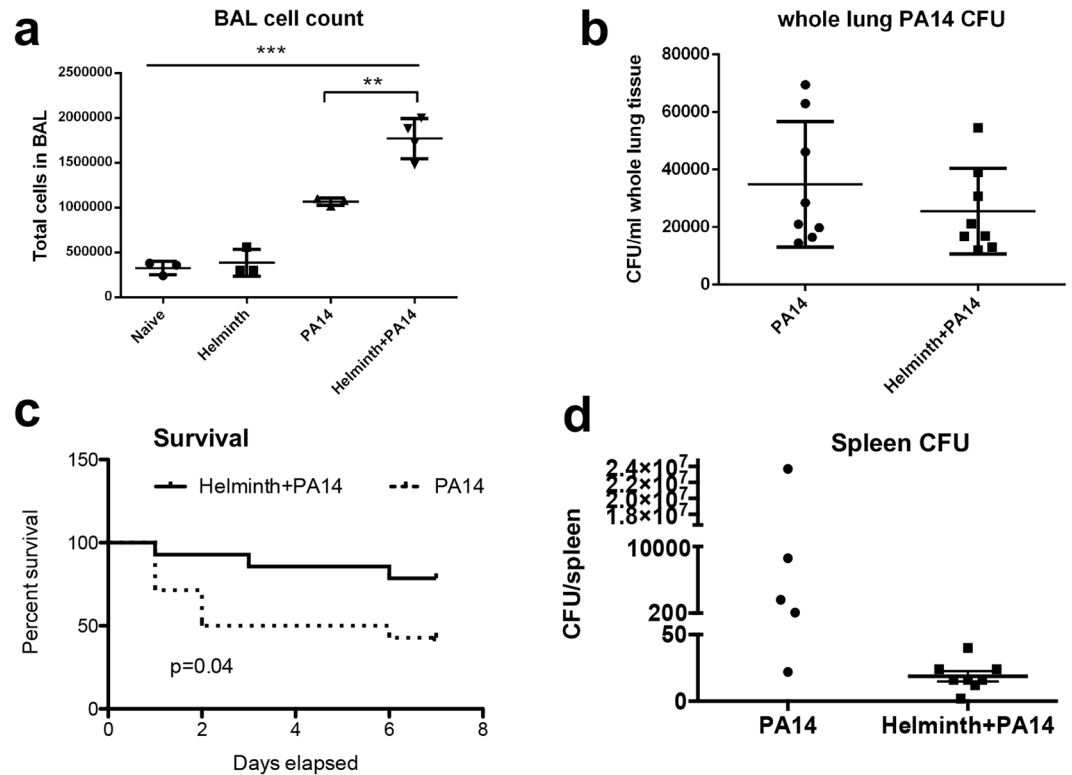 a
BAL cell count
***
**
Total cells in BAL
2500000
2000000
1500000
1000000
500000
0
Naive
Helminth
PA14
Helminth+PA14
b
whole lung PA14 CFU
CFU/ml whole lung tissue
80000
60000
40000
20000
0
PA14
Helminth+PA14
c
Survival
Helminth+PA14
PA14
Percent survival
150
100
50
0
p=0.04
0 2 4 6 8
Days elapsed
d
Spleen CFU
CFU/spleen
2.4×10⁷
2.2×10⁷
2.0×10⁷
1.8×10⁷
10000
200
50
0
PA14 Helminth+PA14